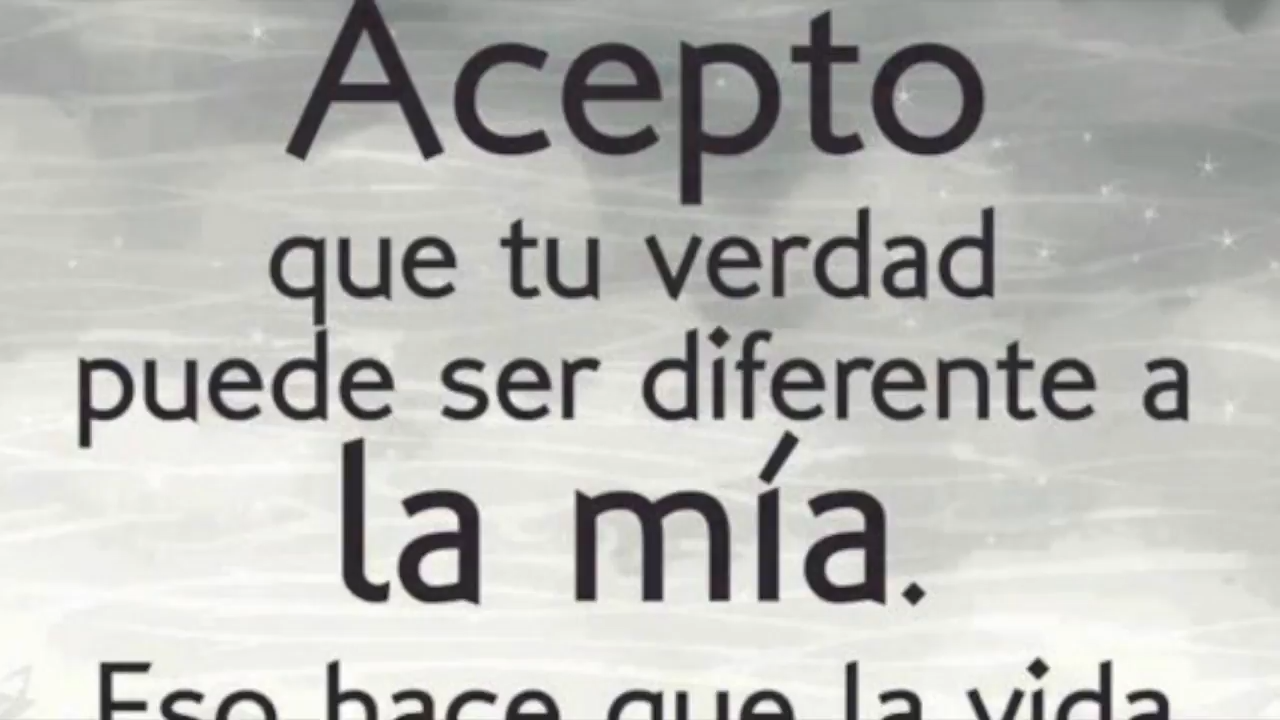 Acepto
que tu verdad
puede ser diferente a
la mía.
Eso hace que la vida